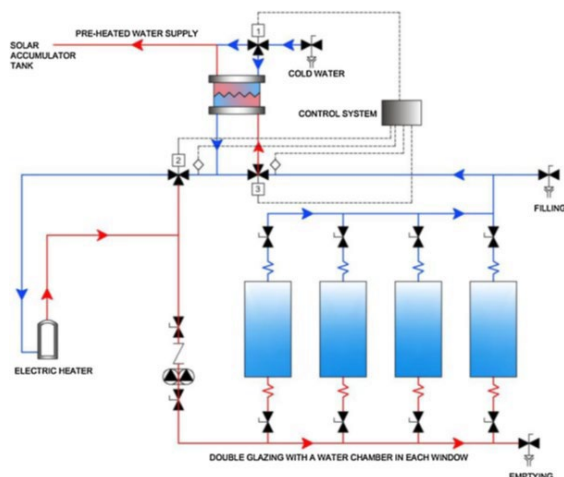 PRE-HEATED WATER SUPPLY
1
SOLAR
ACCUMULATOR
TANK
COLD WATER
CONTROL SYSTEM
2
3
FILLING
ELECTRIC HEATER
DOUBLE GLAZING WITH A WATER CHAMBER IN EACH WINDOW
EMPTYING